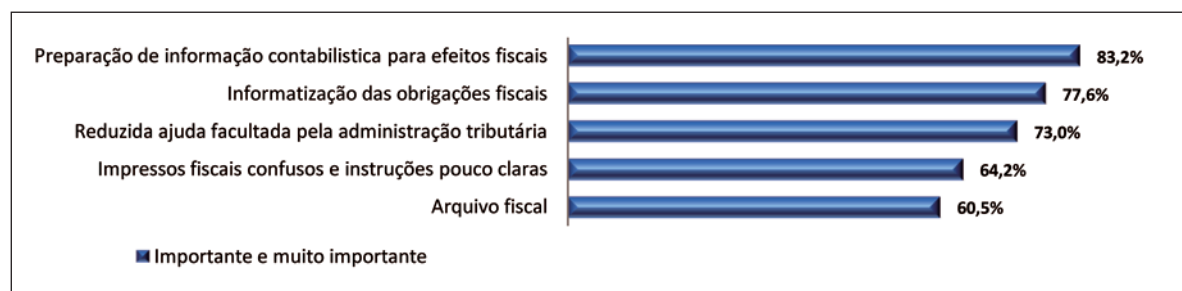 Preparação de informação contabilistica para efeitos fiscais 83,2%
Informatização das obrigações fiscais 77,6%
Reduzida ajuda facultada pela administração tributária 73,0%
Impressos fiscais confusos e instruções pouco claras 64,2%
Arquivo fiscal 60,5%
Importante e muito importante